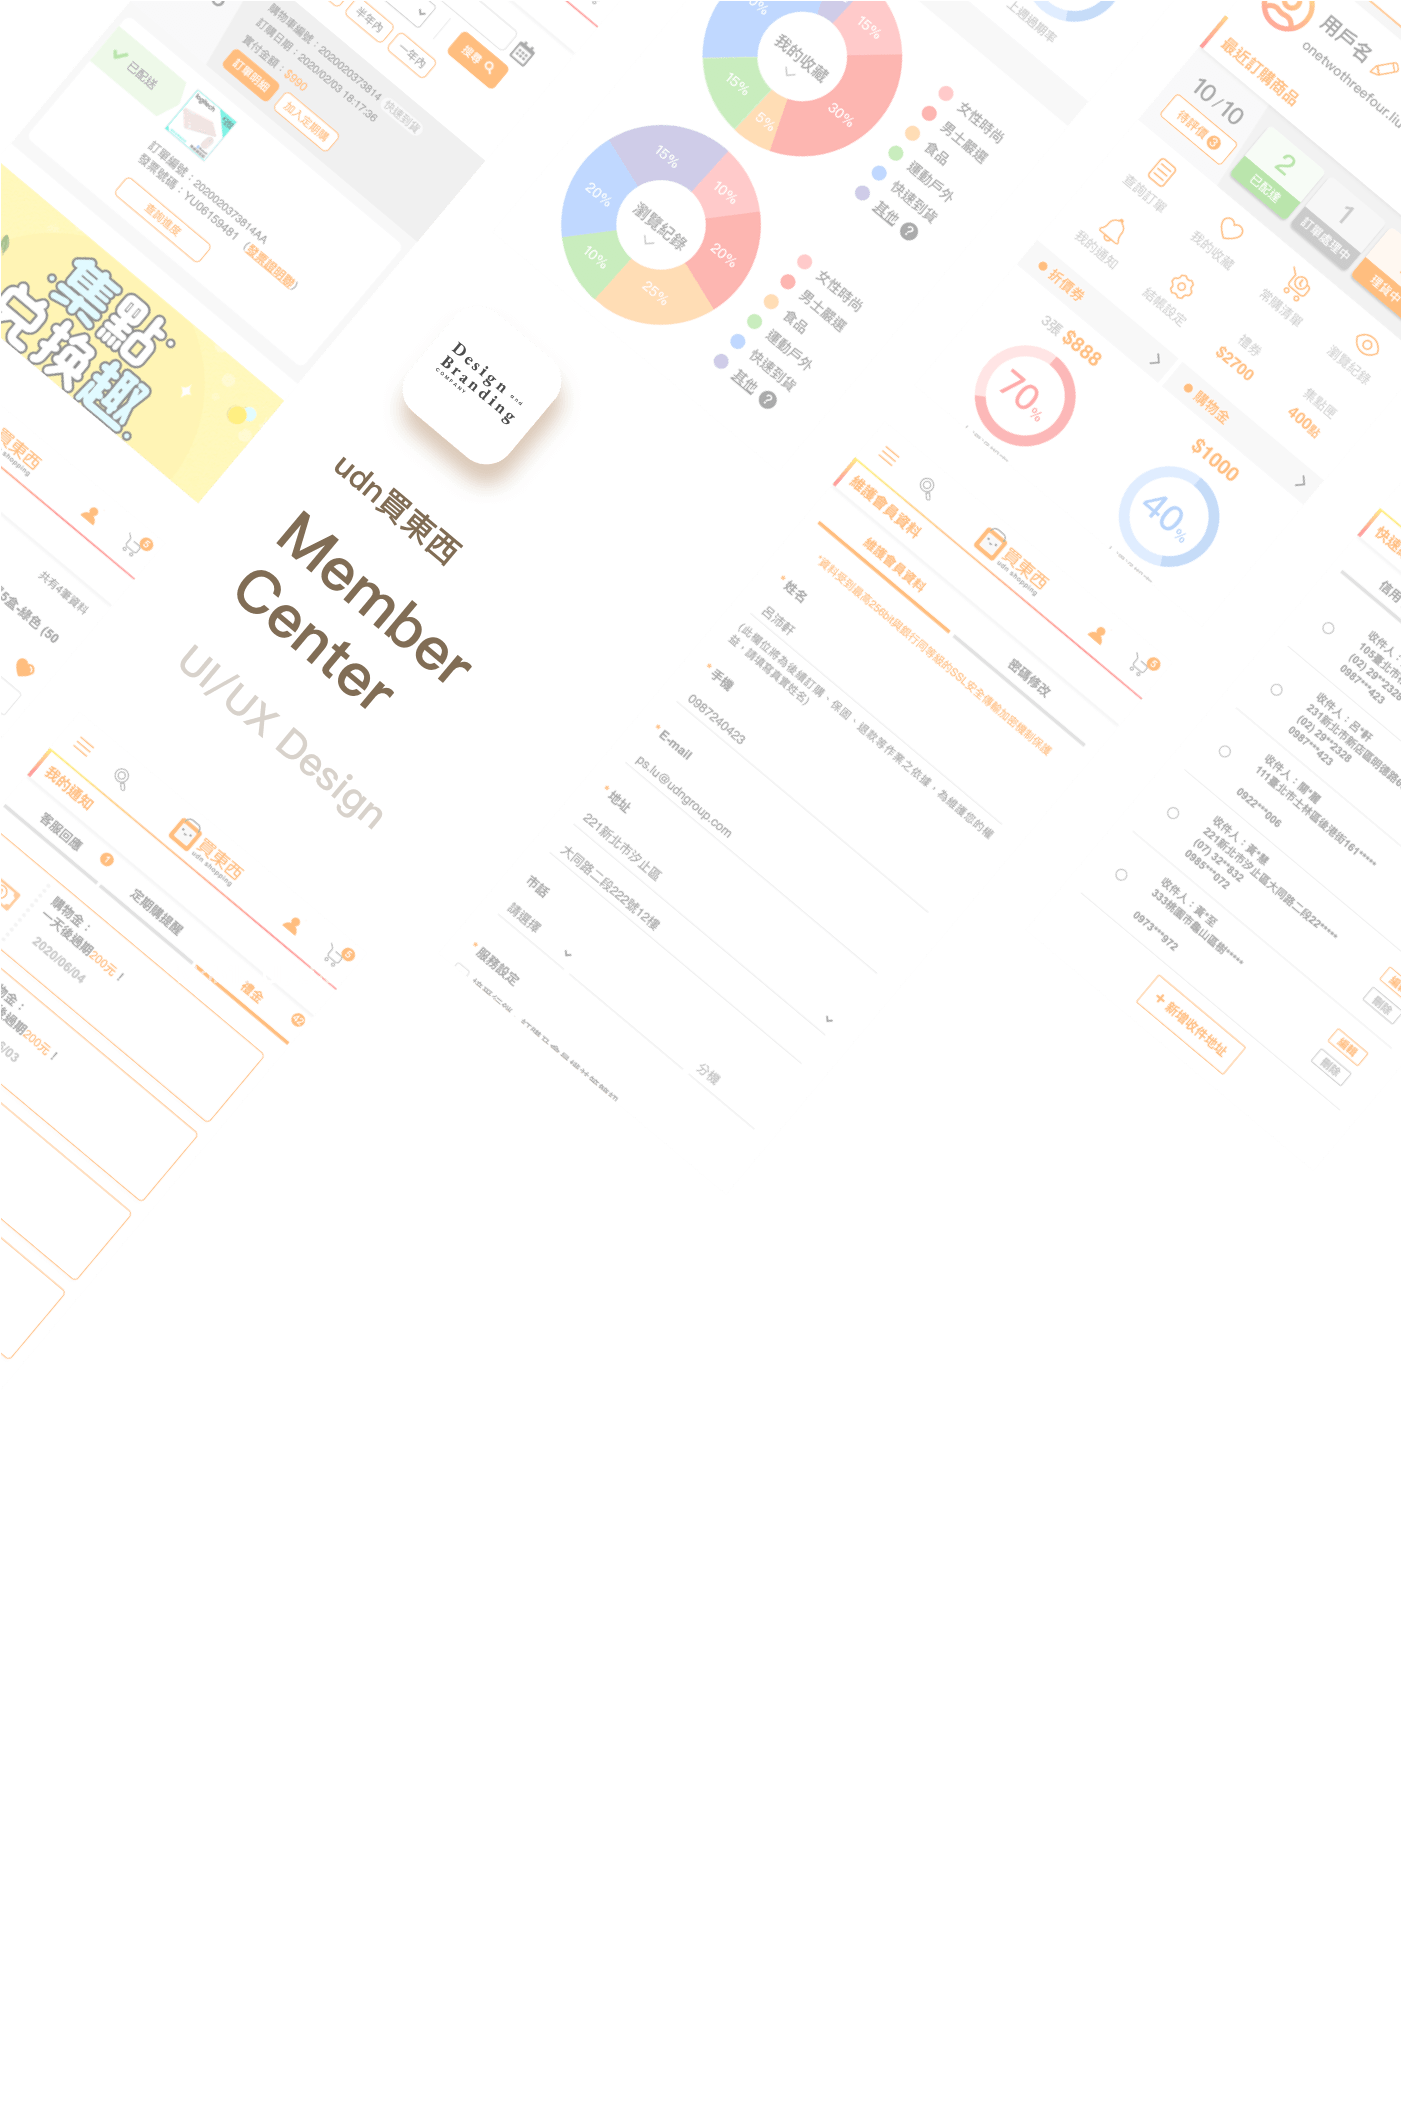 購物車編號：2020020373814 快速到貨
訂購日期：2020/02/03 18:17:36
實付金額：$990
訂單明細
加入定期購
半年內
一年內
搜尋
已配送
logitech
訂單編號：2020020373814AA
發票號碼：YU06159481（發票證明聯）
查詢進度
集點
兌換趣
買東西
shopping
5
共有4筆資料
5盒-綠色 (50
Design and
Branding
COMPANY
udn買東西
Member
Center
UI/UX Design
我的收藏
15%
30%
5%
15%
女性時尚
男士嚴選
食品
運動戶外
快速到貨
其他 ?
瀏覽紀錄
15%
10%
20%
25%
10%
20%
女性時尚
男士嚴選
食品
運動戶外
快速到貨
其他 ?
上週過期率
用戶名
onetwothreefour.liu
最近訂購商品
10/10
待評價 3
2
已配達
1
訂單處理中
理貨中
查詢訂單
我的收藏
常購清單
瀏覽紀錄
我的通知
結帳設定
禮券
$2700
集點匣
400點
折價券
3張 $888
70%
購物金
$1000
40%
維護會員資料
買東西
udn shopping
5
維護會員資料
密碼修改
*資料受到最高256bit與銀行同等級的SSL安全傳輸加密機制保護
*姓名
呂沛軒
(此欄位將為後續訂購、保固、退款等作業之依據，為維護您的權
益，請填寫真實姓名)
*手機
0987240423
*E-mail
ps.lu@udngroup.com
*地址
221新北市汐止區
大同路二段222號12樓
市話
請選擇
分機
*服務設定
快速
信用
收件人：
105臺北市
(02) 29**2328
0987***423
收件人：呂*軒
231新北市新店區明德路
(02) 29**2328
0987***423
收件人：關*麗
111臺北市士林區後港街161*****
0922***006
收件人：黃*慧
221新北市汐止區大同路二段22*****
(07) 32**832
0985***072
收件人：黃*至
333桃園市龜山區樹*****
0973***972
+ 新增收件地址
編輯
刪除
編輯
刪除
我的通知
買東西
udn shopping
5
客服回應 1
定期購提醒
禮金 12
購物金：
一天後過期200元！
2020/06/04
物金：
後過期200元！
/03